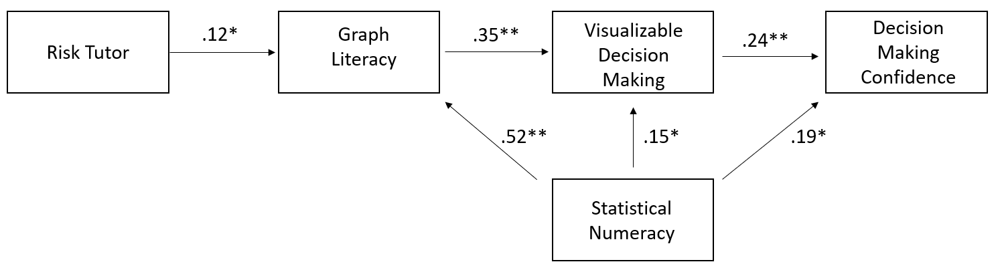 Risk Tutor
.12*
Graph
Literacy
.35**
Visualizable
Decision
Making
.24**
Decision
Making
Confidence
.52**
.15*
.19*
Statistical
Numeracy